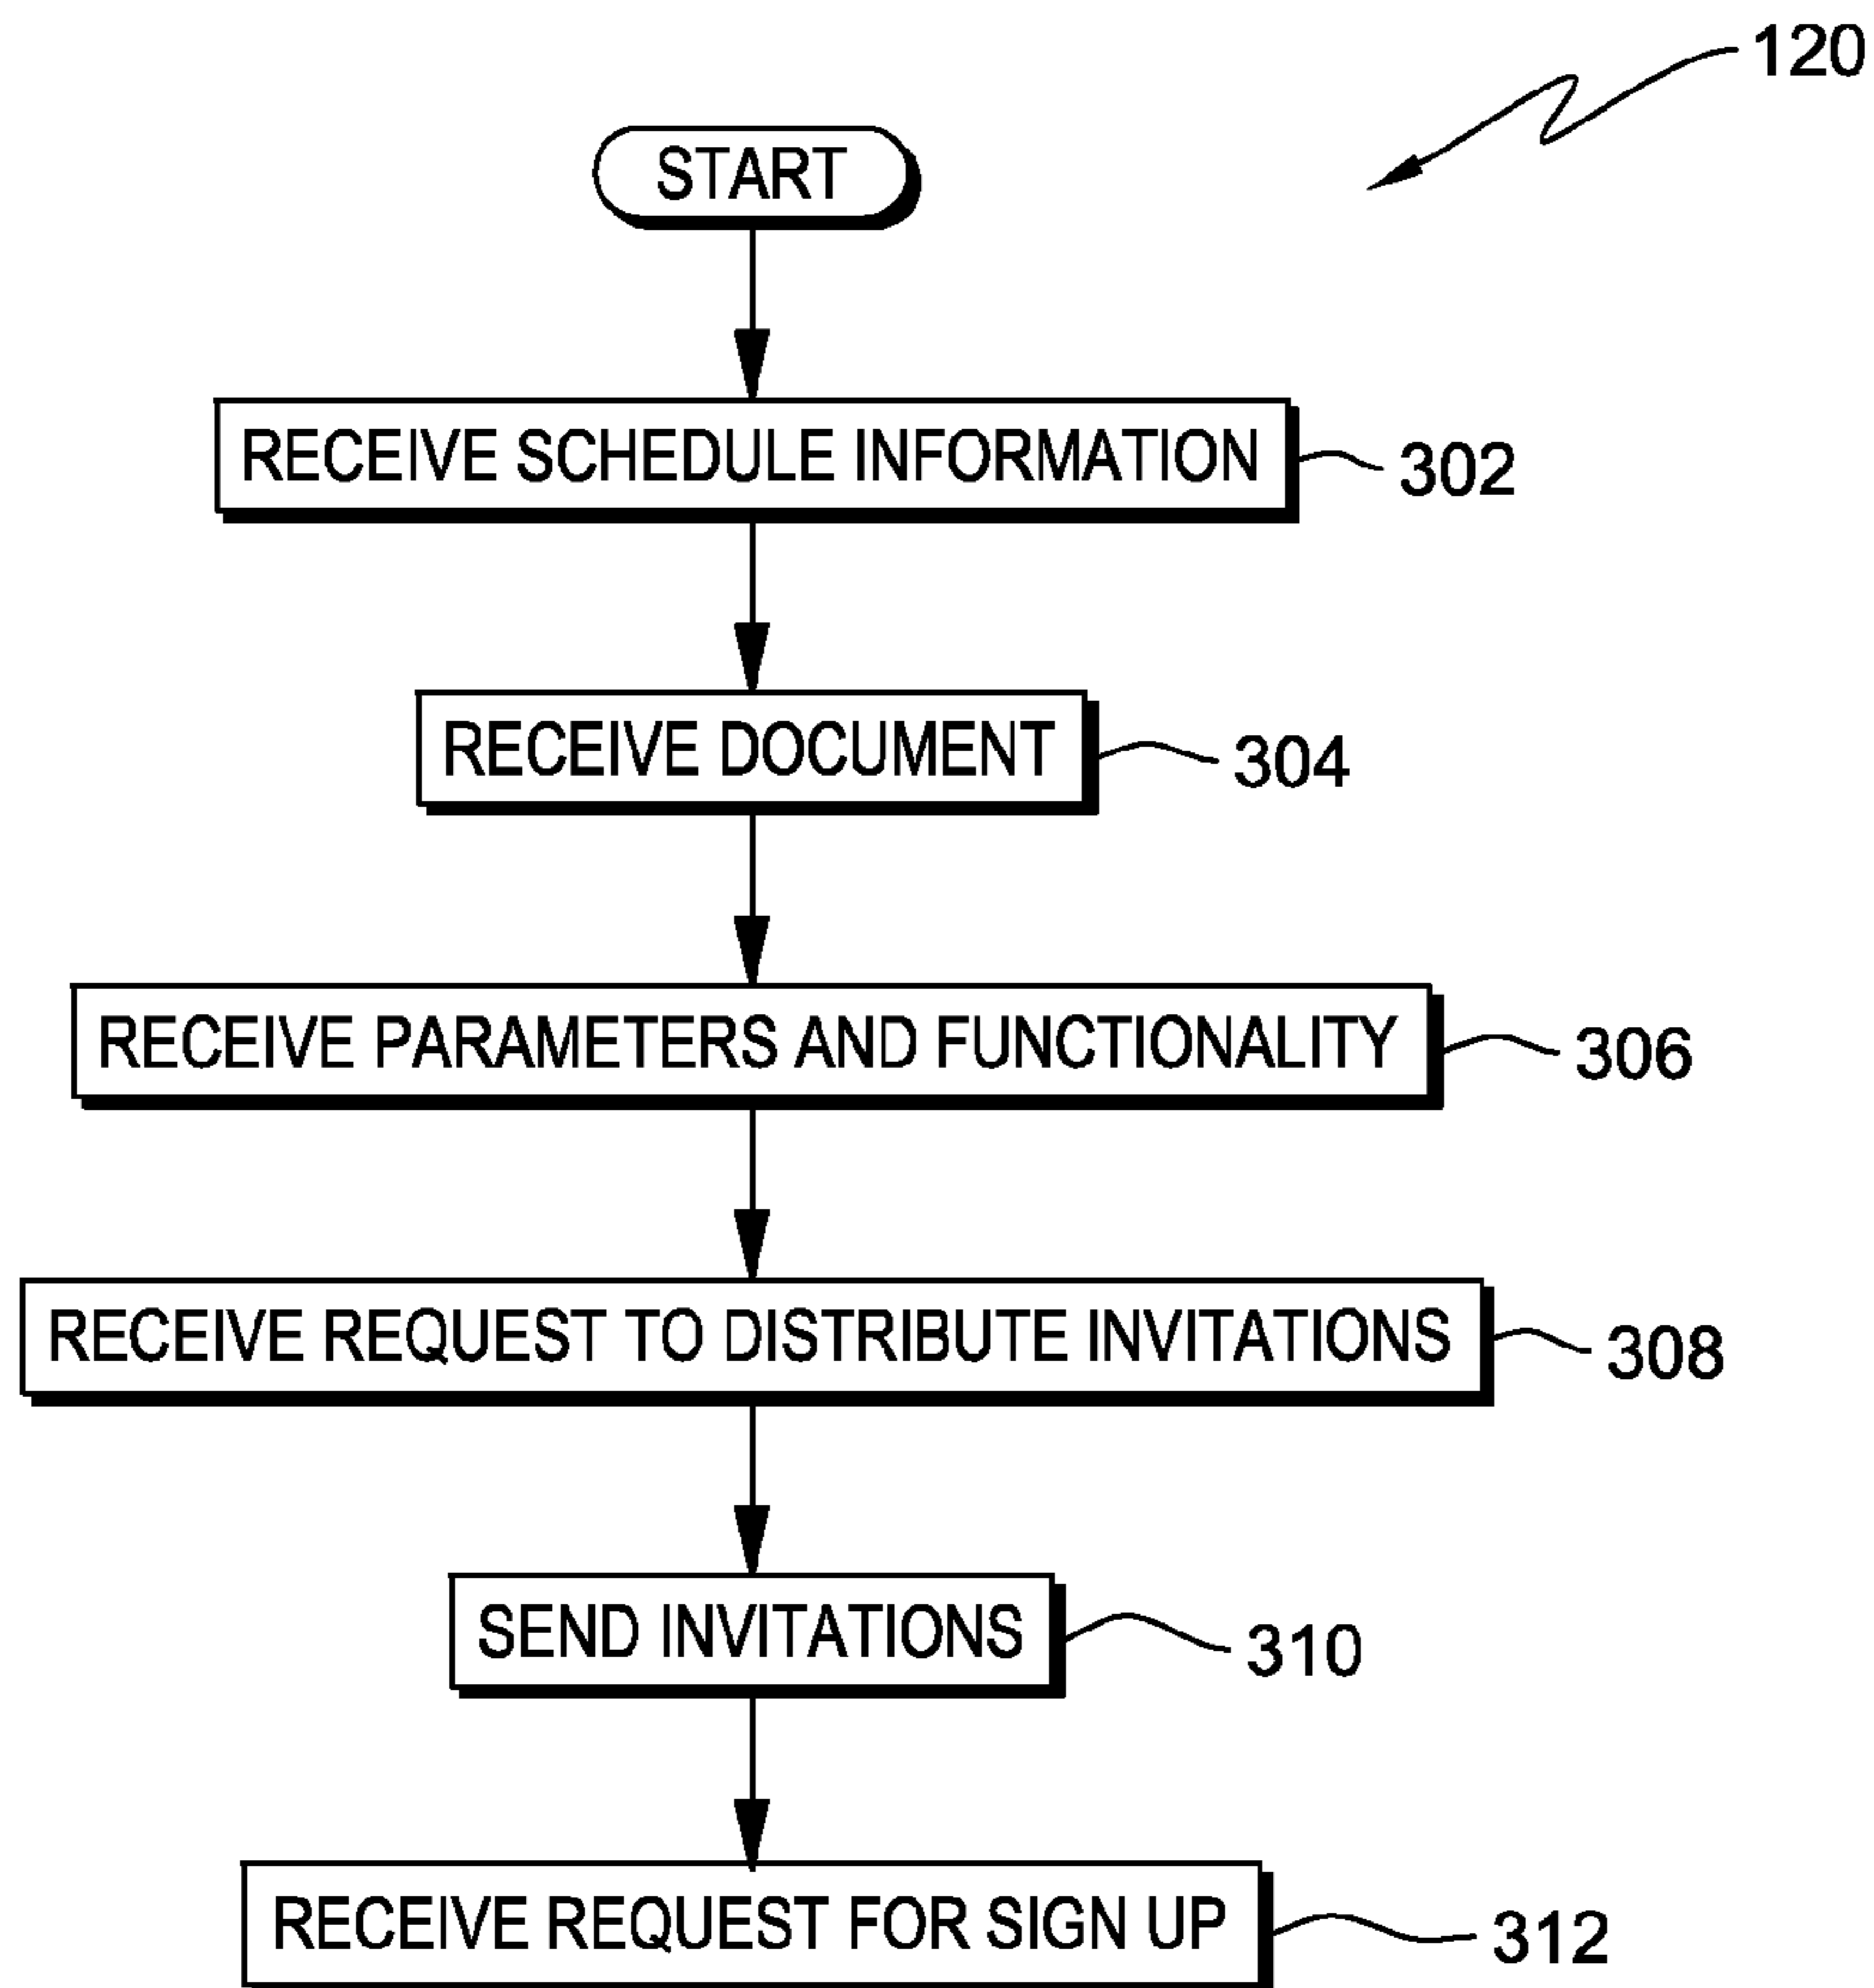 120
START
RECEIVE SCHEDULE INFORMATION
302
RECEIVE DOCUMENT
304
RECEIVE PARAMETERS AND FUNCTIONALITY
306
RECEIVE REQUEST TO DISTRIBUTE INVITATIONS
308
SEND INVITATIONS
310
RECEIVE REQUEST FOR SIGN UP
312